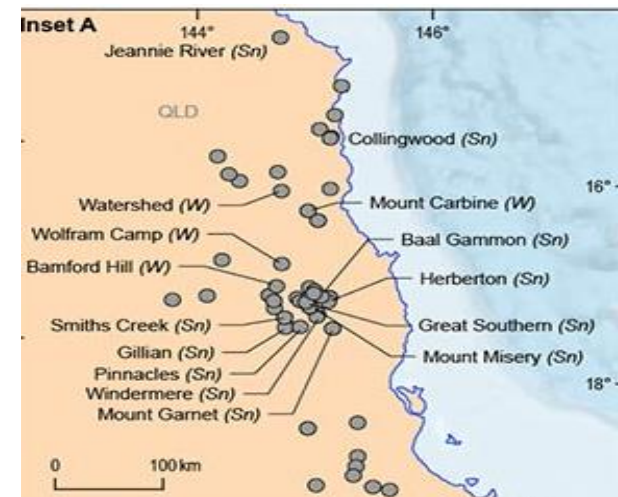 Inset A
144°
146°
Jeannie River (Sn)
QLD
Collingwood (Sn)
16°
Watershed (W)
Mount Carbine (W)
Wolfram Camp (W)
Baal Gammon (Sn)
Bamford Hill (W)
Herberton (Sn)
Smiths Creek (Sn)
Great Southern (Sn)
Gillian (Sn)
Mount Misery (Sn)
Pinnacles (Sn)
18°
Windermere (Sn)
Mount Garnet (Sn)
0
100 km